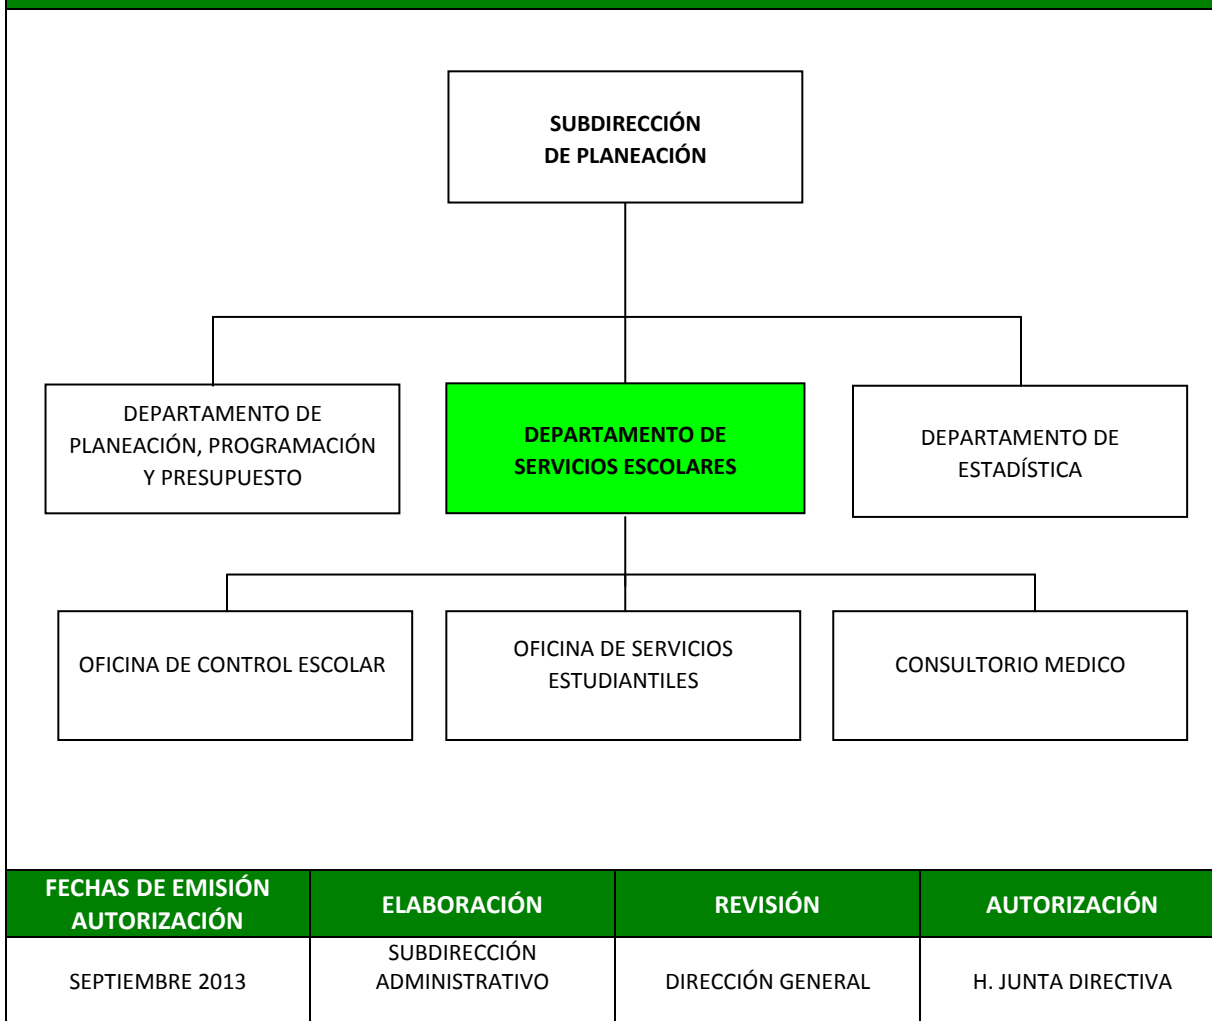 SUBDIRECCIÓN
DE PLANEACIÓN
DEPARTAMENTO DE
PLANEACIÓN, PROGRAMACIÓN
Y PRESUPUESTO
DEPARTAMENTO DE
SERVICIOS ESCOLARES
DEPARTAMENTO DE
ESTADÍSTICA
OFICINA DE CONTROL ESCOLAR
OFICINA DE SERVICIOS
ESTUDIANTILES
CONSULTORIO MEDICO
FECHAS DE EMISIÓN
AUTORIZACIÓN
ELABORACIÓN
REVISIÓN
AUTORIZACIÓN
SEPTIEMBRE 2013
SUBDIRECCIÓN
ADMINISTRATIVO
DIRECCIÓN GENERAL
H. JUNTA DIRECTIVA